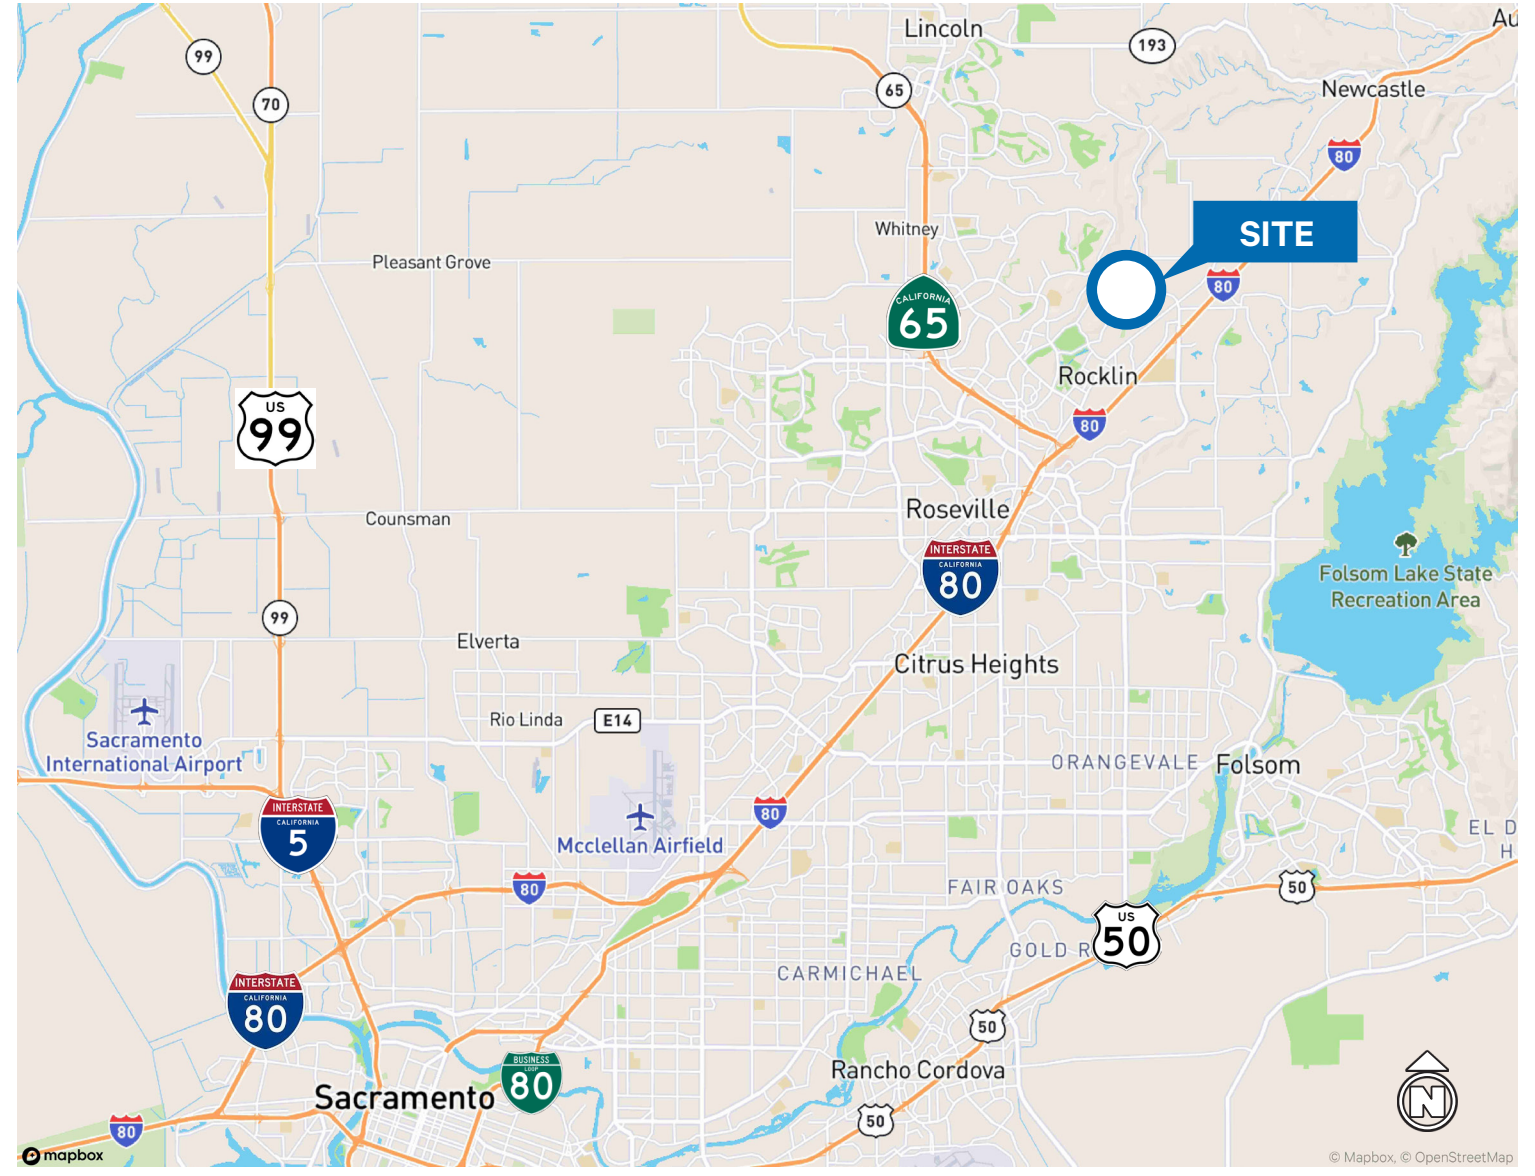 Lincoln
Au
99
193
70
65
Newcastle
80
Whitney
SITE
Pleasant Grove
80
CALIFORNIA
65
Rocklin
US
99
80
Roseville
Counsman
INTERSTATE
CALIFORNIA
80
Folsom Lake State
Recreation Area
99
Elverta
Citrus Heights
Rio Linda
E14
Sacramento
International Airport
ORANGEVALE
Folsom
INTERSTATE
CALIFORNIA
5
80
Mcclellan Airfield
EL D
H
80
FAIR OAKS
50
US
50
GOLD R
CARMICHAEL
INTERSTATE
CALIFORNIA
80
50
BUSINESS
LOOP
80
Rancho Cordova
Sacramento
50
80
N
mapbox
© Mapbox, © OpenStreetMap